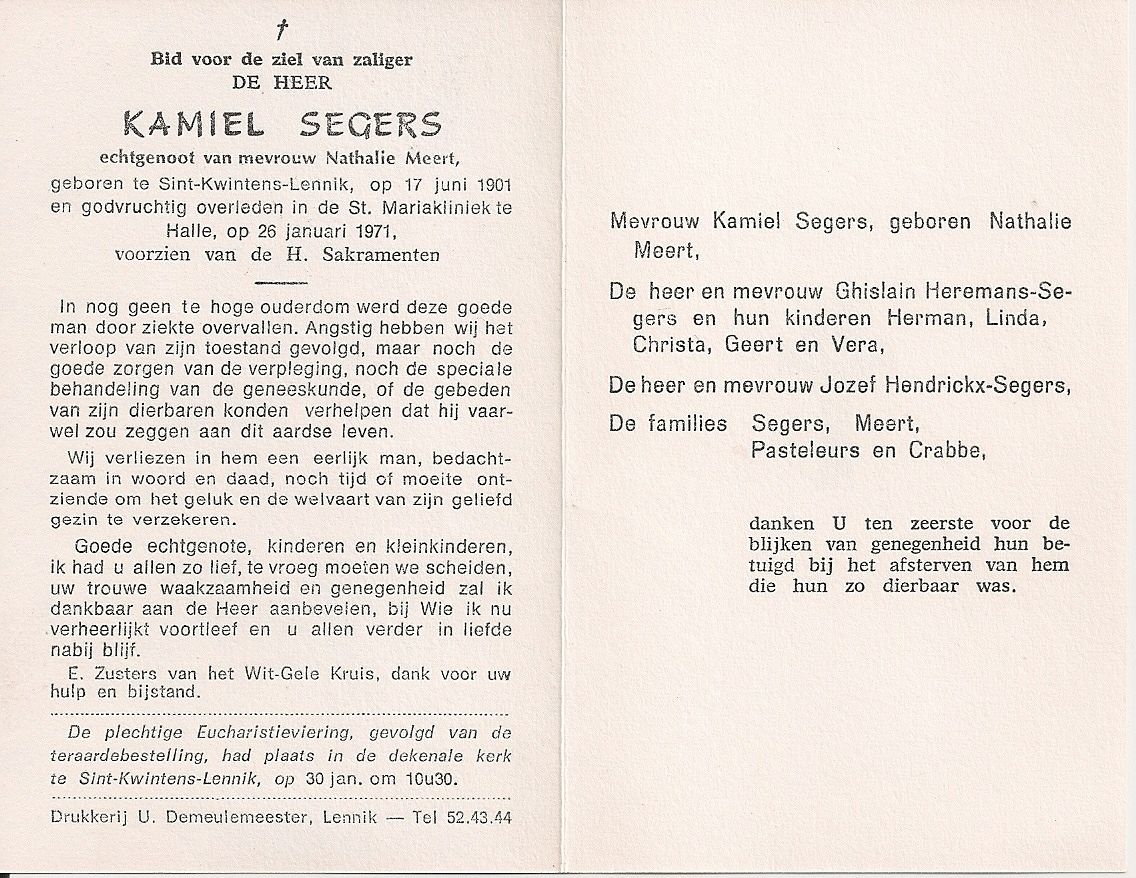 †
Bid voor de ziel van zaliger
DE HEER
KAMIEL SEGERS
echtgenoot van mevrouw Nathalie Meert,
geboren te Sint-Kwintens-Lennik, op 17 juni 1901
en godvruchtig overleden in de St. Mariakliniek te
Halle, op 26 januari 1971,
voorzien van de H. Sakramenten
In nog geen te hoge ouderdom werd deze goede
man door ziekte overvallen. Angstig hebben wij het
verloop van zijn toestand gevolgd, maar noch de
goede zorgen van de verpleging, noch de speciale
behandeling van de geneeskunde, of de gebeden
van zijn dierbaren konden verhelpen dat hij vaar-
wel zou zeggen aan dit aardse leven.
Wij verliezen in hem een eerlijk man, bedacht-
zaam in woord en daad, noch tijd of moeite ont-
ziende om het geluk en de welvaart van zijn geliefd
gezin te verzekeren.
Goede echtgenote, kinderen en kleinkinderen,
ik had u allen zo lief, te vroeg moeten we scheiden,
uw trouwe waakzaamheid en genegenheid zal ik
dankbaar aan de Heer aanbevelen, bij Wie ik nu
verheerlijkt voortleef en u allen verder in liefde
nabij blijf.
E. Zusters van het Wit-Gele Kruis, dank voor uw
hulp en bijstand.
De plechtige Eucharistieviering, gevolgd van de
teraardebestelling, had plaats in de dekenale kerk
te Sint-Kwintens-Lennik, op 30 jan. om 10u30.
Drukkerij U. Demeulemeester, Lennik — Tel 52.43.44
Mevrouw Kamiel Segers, geboren Nathalie
Meert,
De heer en mevrouw Ghislain Heremans-Se-
gers en hun kinderen Herman, Linda,
Christa, Geert en Vera,
De heer en mevrouw Jozef Hendrickx-Segers,
De families Segers, Meert,
Pasteleurs en Crabbe,
danken U ten zeerste voor de
blijken van genegenheid hun be-
tuigd bij het afsterven van hem
die hun zo dierbaar was.